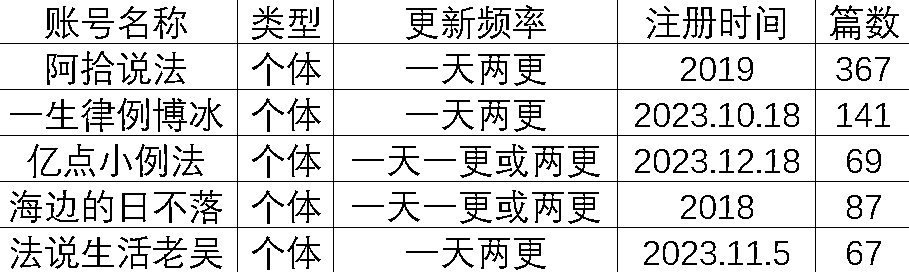 账号名称 类型 更新频率 注册时间 篇数
阿拾说法 个体 一天两更 2019 367
一生律例博冰 个体 一天两更 2023.10.18 141
亿点小例法 个体 一天一更或两更 2023.12.18 69
海边的日不落 个体 一天一更或两更 2018 87
法说生活老吴 个体 一天两更 2023.11.5 67